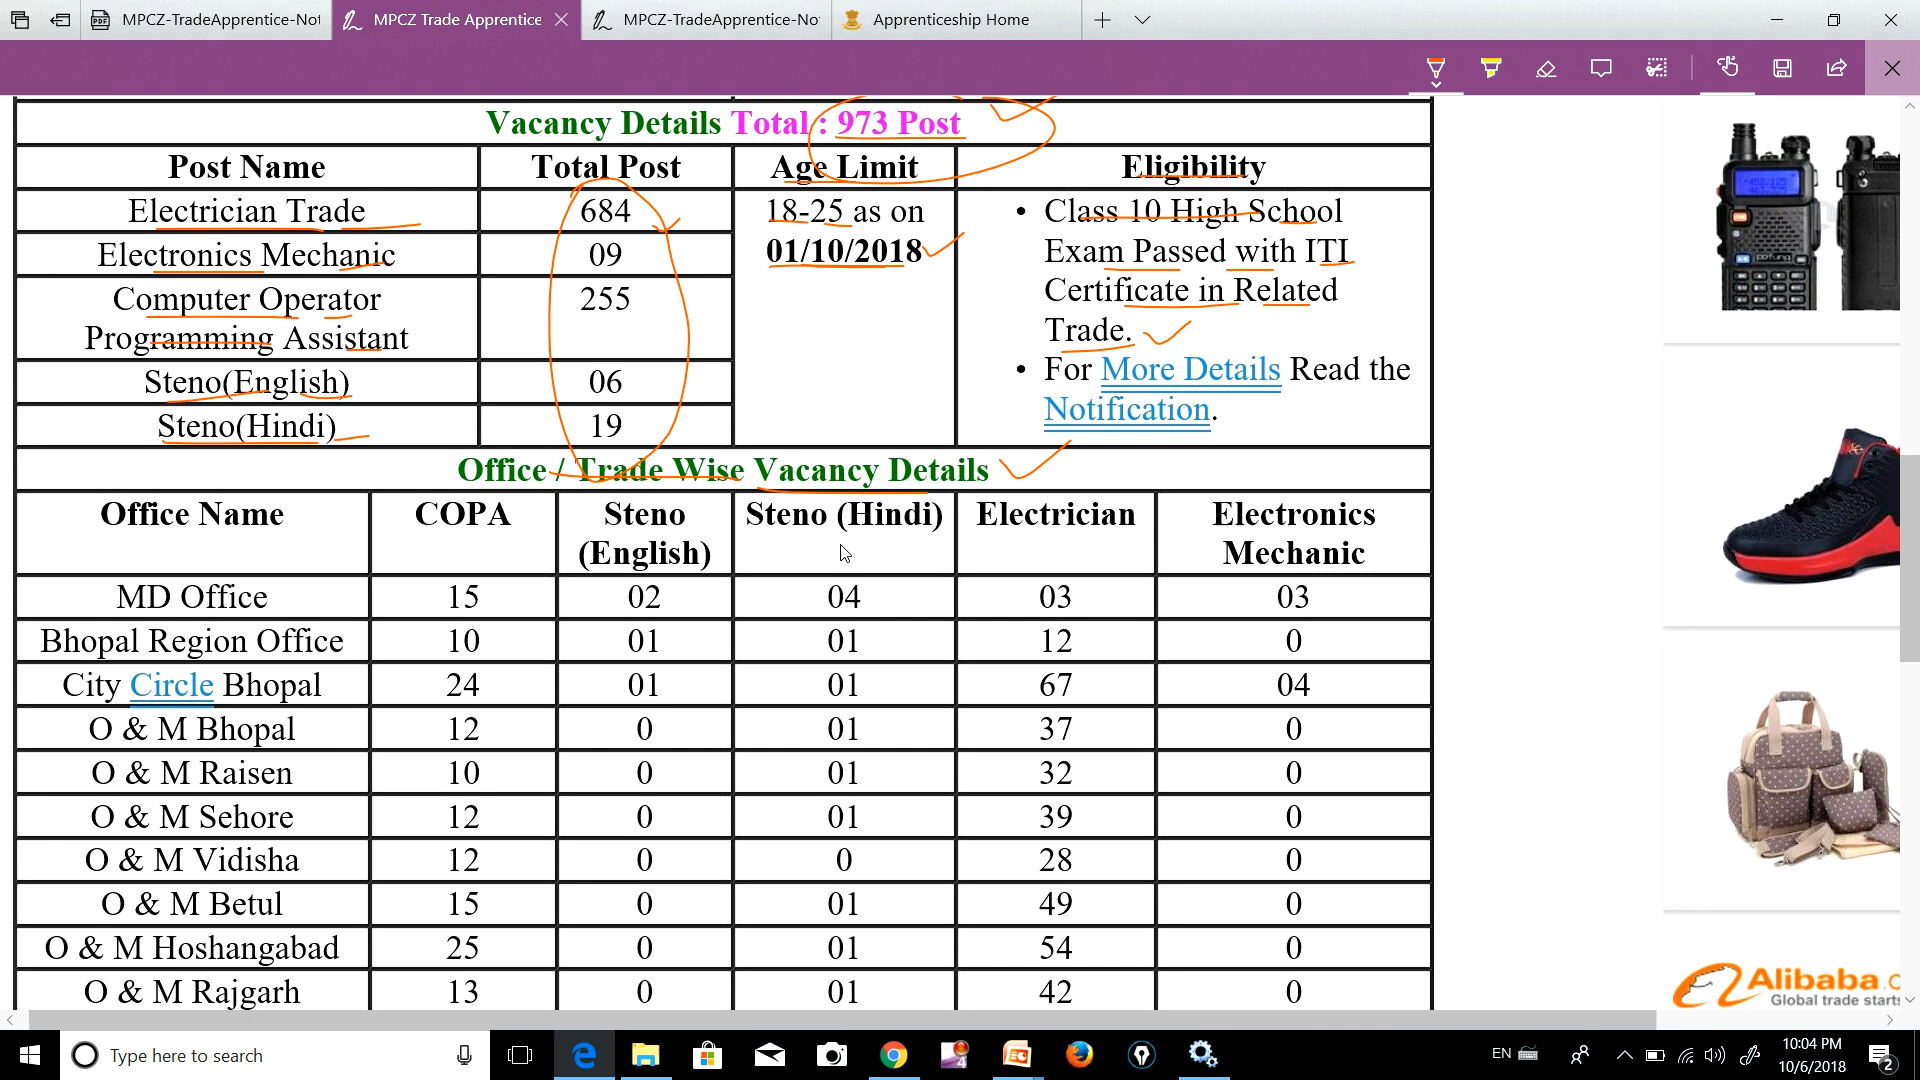 MPCZ-TradeApprentice-Not
MPCZ Trade Apprentice
MPCZ-TradeApprentice-Not
Apprenticeship Home
Vacancy Details Total : 973 Post
Post Name Total Post Age Limit Eligibility
Electrician Trade 684 18-25 as on 01/10/2018
Electronics Mechanic 09
Computer Operator Programming Assistant 255
Steno(English) 06
Steno(Hindi) 19
• Class 10 High School
Exam Passed with ITI
Certificate in Related
Trade.
• For More Details Read the
Notification.
Office / Trade Wise Vacancy Details
Office Name COPA Steno (English) Steno (Hindi) Electrician Electronics Mechanic
MD Office 15 02 04 03 03
Bhopal Region Office 10 01 01 12 0
City Circle Bhopal 24 01 01 67 04
O & M Bhopal 12 0 01 37 0
O & M Raisen 10 0 01 32 0
O & M Sehore 12 0 01 39 0
O & M Vidisha 12 0 0 28 0
O & M Betul 15 0 01 49 0
O & M Hoshangabad 25 0 01 54 0
O & M Rajgarh 13 0 01 42 0
Alibaba.c
Global trade starts
Type here to search
EN
10:04 PM
10/6/2018
2